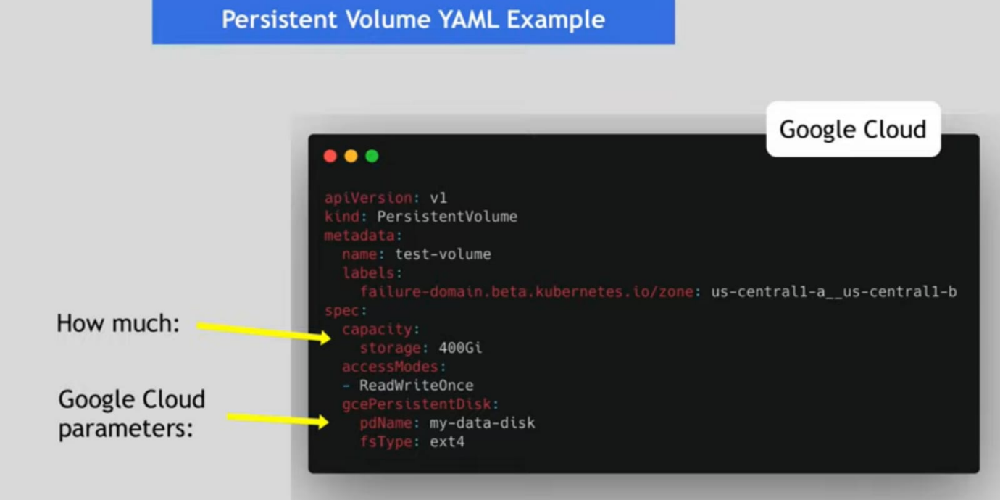 Persistent Volume YAML Example
Google Cloud
apiVersion: v1
kind: PersistentVolume
metadata:
  name: test-volume
  labels:
    failure-domain.beta.kubernetes.io/zone: us-central1-a__us-central1-b
spec:
How much:
  capacity:
    storage: 400Gi
  accessModes:
  - ReadWriteOnce
Google Cloud
parameters:
  gcePersistentDisk:
    pdName: my-data-disk
    fsType: ext4